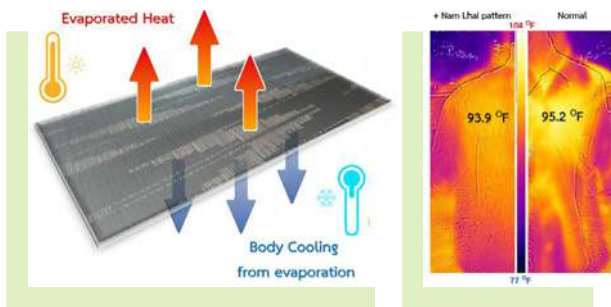 Evaporated Heat
Body Cooling
from evaporation
+ Nam Lhai pattern
104 °F
Normal
93.9 °F
95.2 °F
77 °F